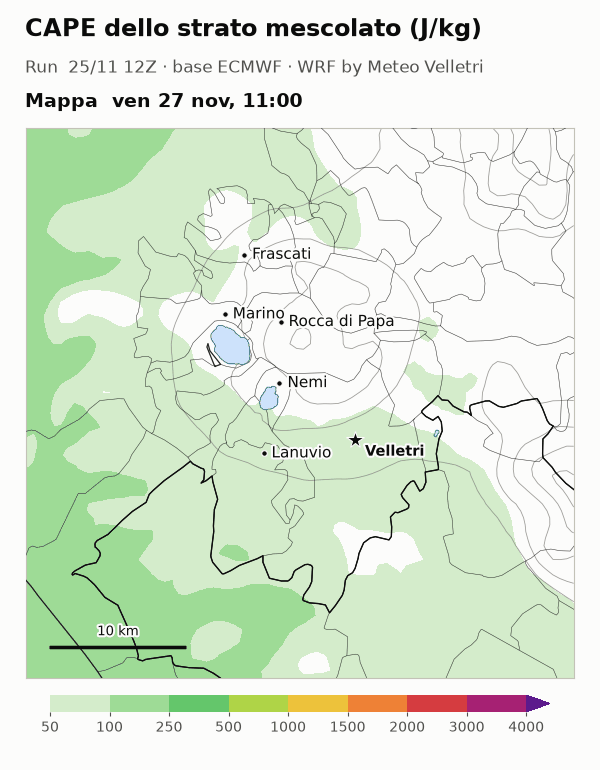 CAPE dello strato mescolato (J/kg)
Run  25/11 12Z · base ECMWF · WRF by Meteo Velletri
Mappa  ven 27 nov, 11:00
Frascati
Marino
Rocca di Papa
Nemi
Velletri
Lanuvio
10 km
50 100 250 500 1000 1500 2000 3000 4000